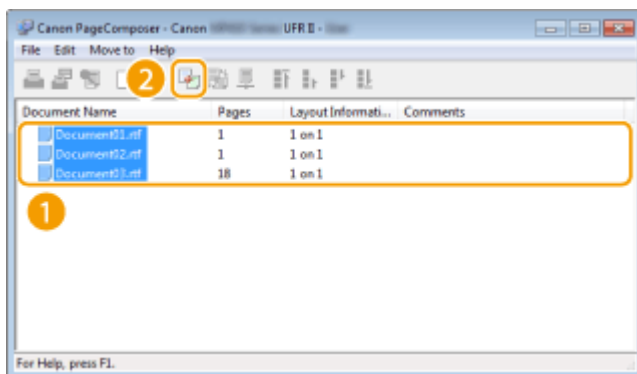 Canon PageComposer - Canon UFR II -
File Edit Move to Help
2
Document Name Pages Layout Informati... Comments
Document01.rtf 1 1 on 1
Document02.rtf 1 1 on 1
Document03.rtf 18 1 on 1
1
For Help, press F1.